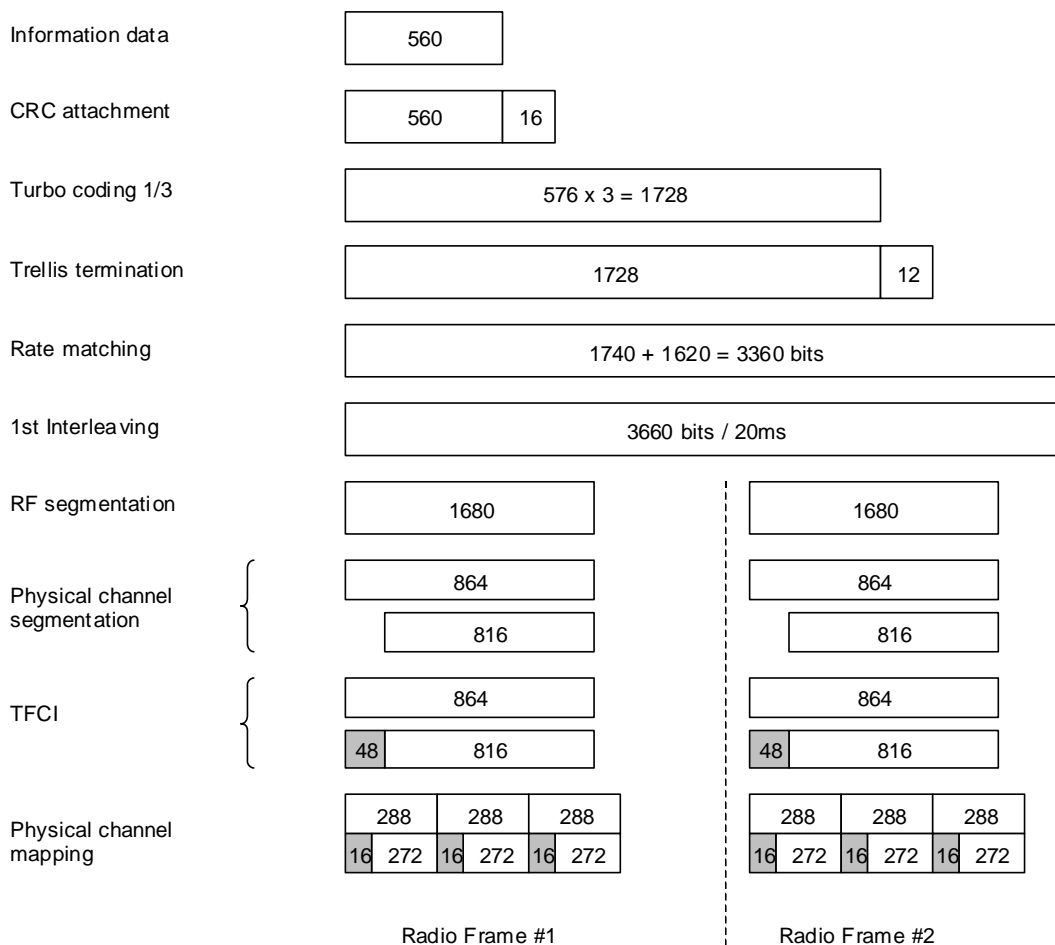 Information data
560
CRC attachment
560 16
Turbo coding 1/3
576 x 3 = 1728
Trellis termination
1728 12
Rate matching
1740 + 1620 = 3360 bits
1st Interleaving
3660 bits / 20ms
RF segmentation
1680 1680
Physical channel
segmentation
864 864
816 816
TFCI
864 864
48 816 48 816
Physical channel
mapping
288 288 288 288 288 288
16 272 16 272 16 272 16 272 16 272 16 272
Radio Frame #1 Radio Frame #2